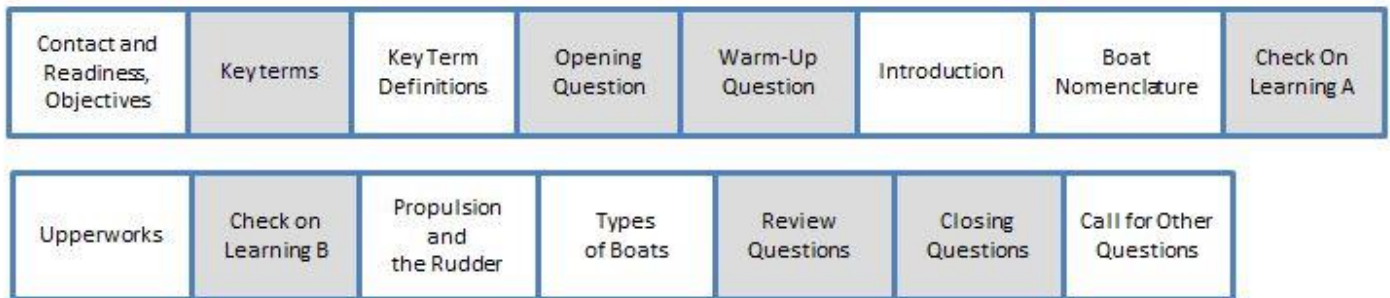 Contact and
Readiness,
Objectives
Key terms
Key Term
Definitions
Opening
Question
Warm-Up
Question
Introduction
Boat
Nomenclature
Check On
Learning A
Upperworks
Check on
Learning B
Propulsion
and
the Rudder
Types
of Boats
Review
Questions
Closing
Questions
Call for Other
Questions